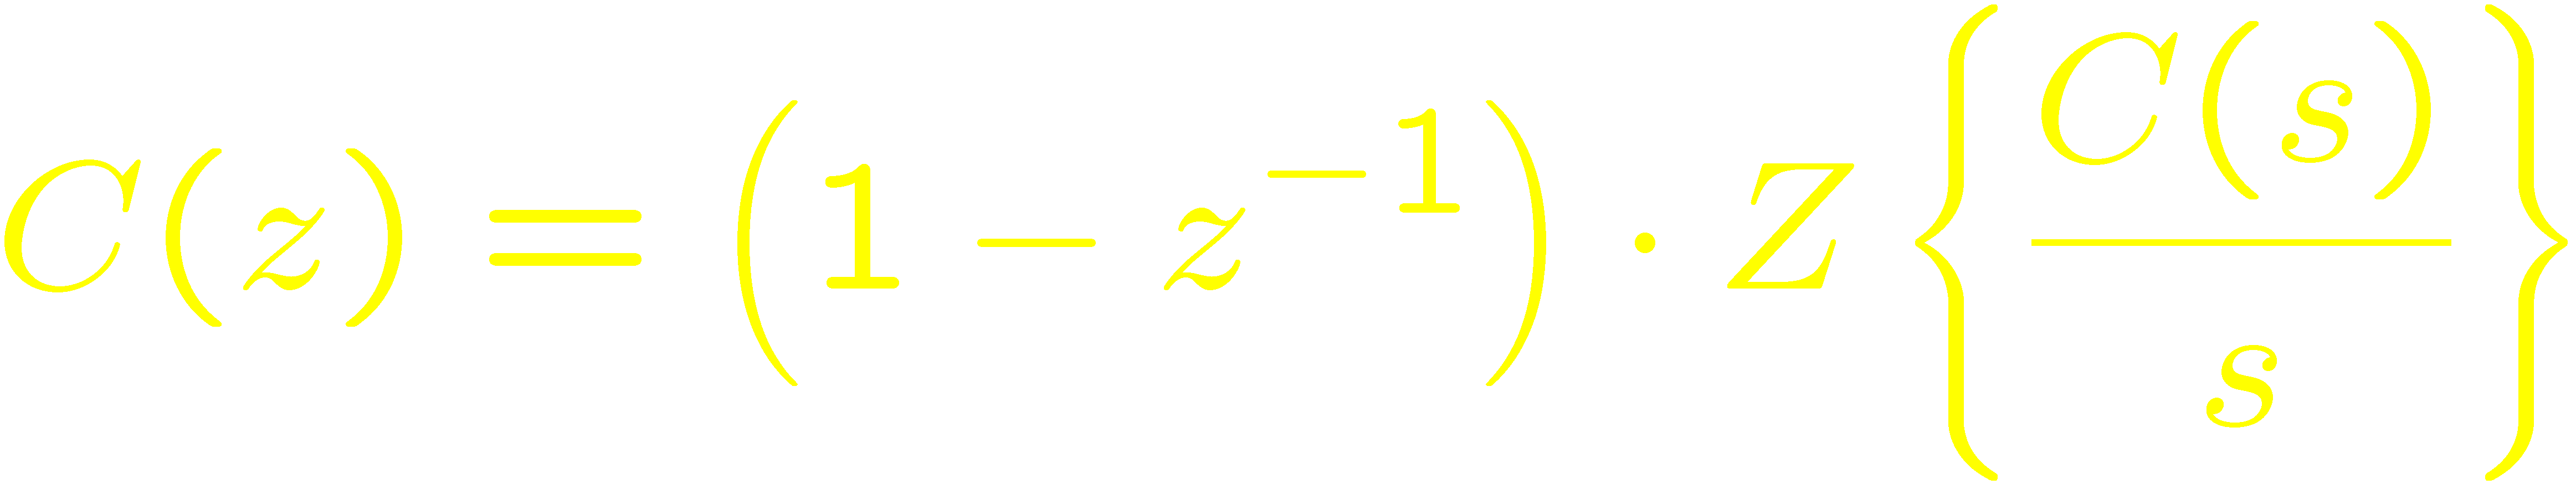 C(z) = (1 − z⁻¹) · Z{C(s)/s}